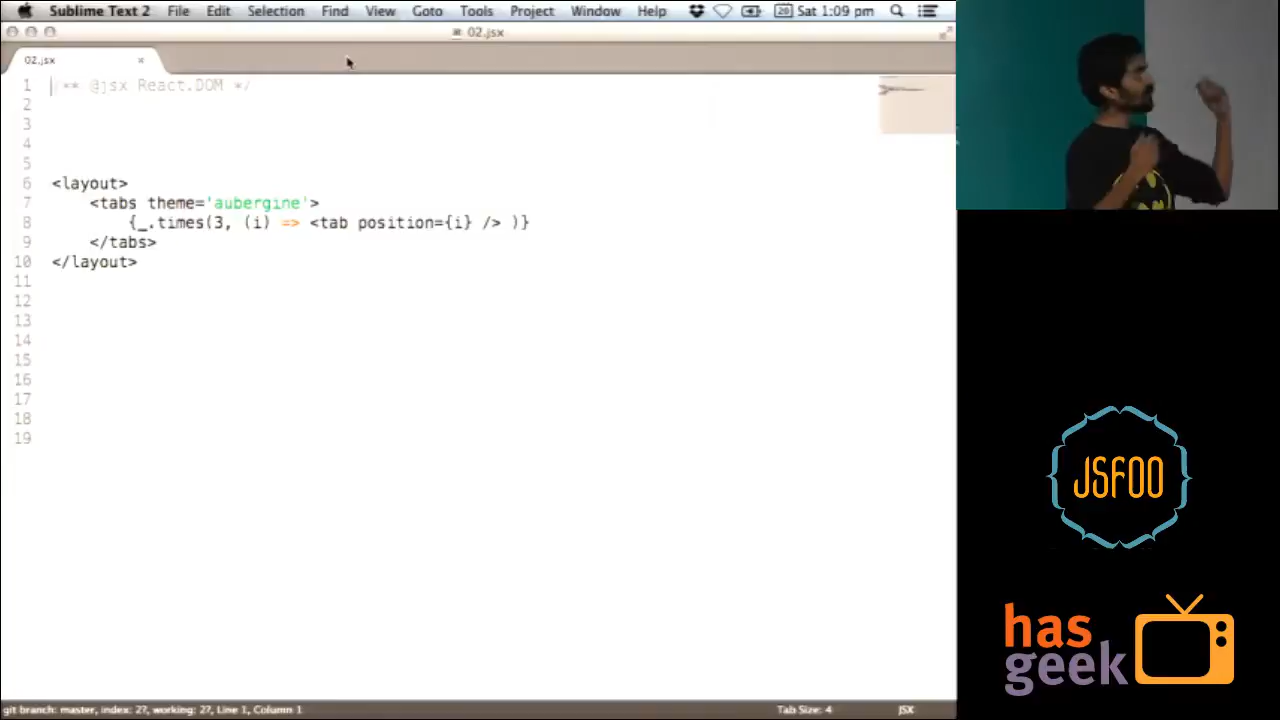 Sublime Text 2 File Edit Selection Find View Goto Tools Project Window Help 20 Sat 1:09 pm
02.jsx
02.jsx ×
1 /** @jsx React.DOM */
2
3
4
5
6 <layout>
7 <tabs theme='aubergine'>
8 {_.times(3, (i) => <tab position={i} /> )}
9 </tabs>
10 </layout>
11
12
13
14
15
16
17
18
19
git branch: master, index: 2?, working: 2?, Line 1, Column 1 Tab Size: 4 JSX
JSFOO
has
geek